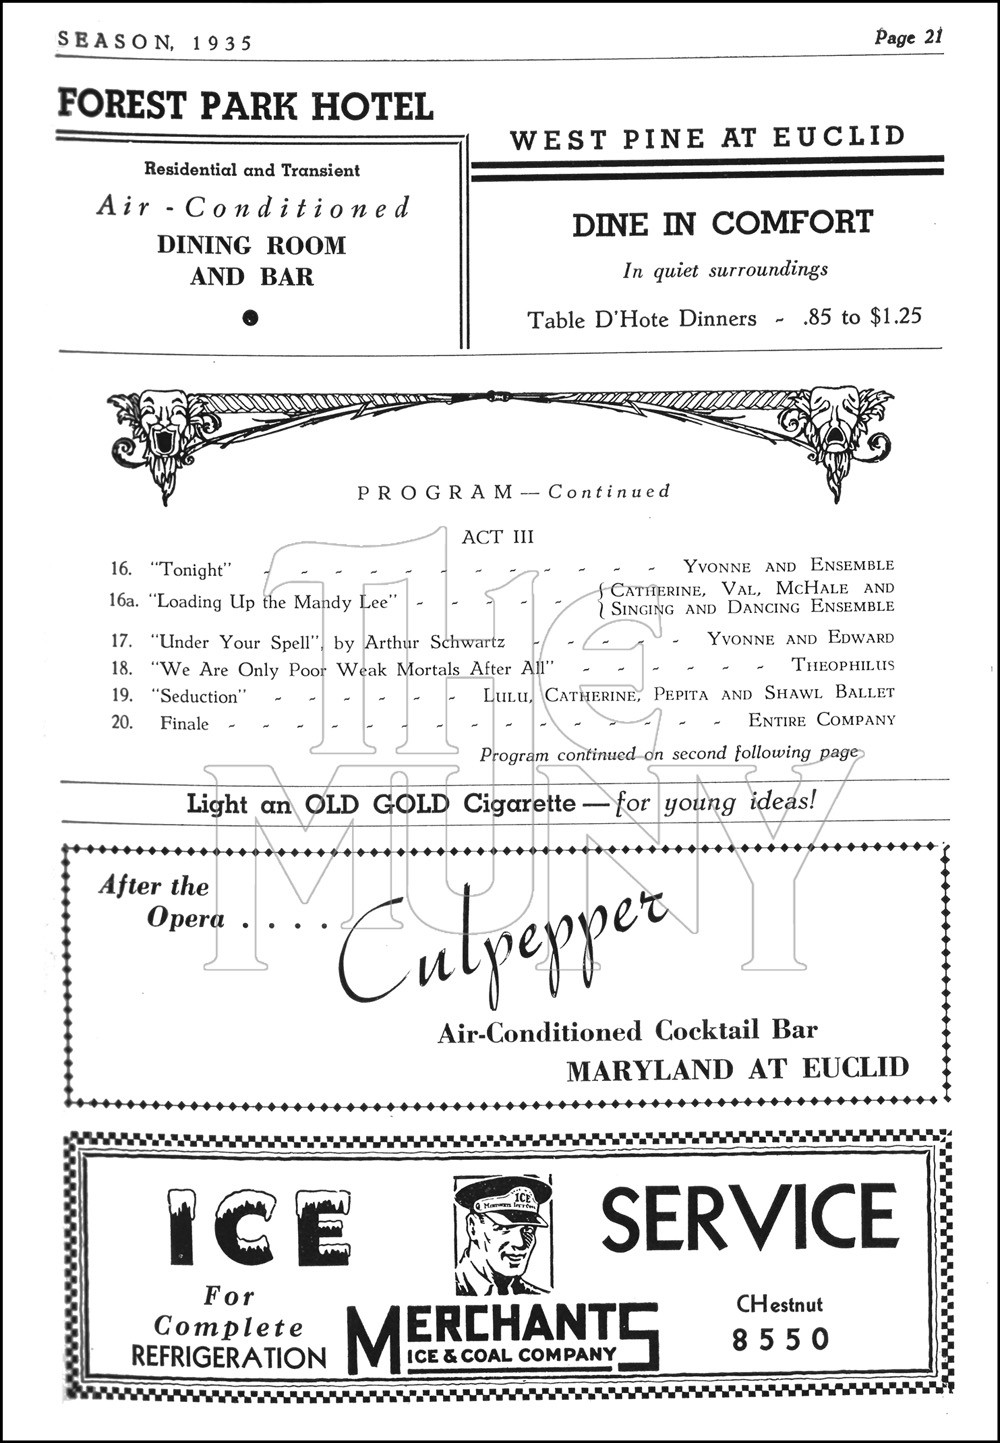 SEASON, 1935
Page 21
FOREST PARK HOTEL
Residential and Transient
Air - Conditioned
DINING ROOM
AND BAR
WEST PINE AT EUCLID
DINE IN COMFORT
In quiet surroundings
Table D'Hote Dinners - .85 to $1.25
PROGRAM — Continued
ACT III
16. "Tonight" - - - - - - - - - - - - YVONNE AND ENSEMBLE
16a. "Loading Up the Mandy Lee" - - - - - { CATHERINE, VAL, MCHALE AND
SINGING AND DANCING ENSEMBLE
17. "Under Your Spell", by Arthur Schwartz - - - - - YVONNE AND EDWARD
18. "We Are Only Poor Weak Mortals After All" - - - - - - THEOPHILUS
19. "Seduction" - - - - - - LULU, CATHERINE, PEPITA AND SHAWL BALLET
20. Finale - - - - - - - - - - - - - - - ENTIRE COMPANY
Program continued on second following page
THE
MUNY
Light an OLD GOLD Cigarette — for young ideas!
After the
Opera . . . .
Culpepper
Air-Conditioned Cocktail Bar
MARYLAND AT EUCLID
ICE
For
Complete
REFRIGERATION
ICE
MERCHANTS
ICE & COAL COMPANY
SERVICE
CHestnut
8550